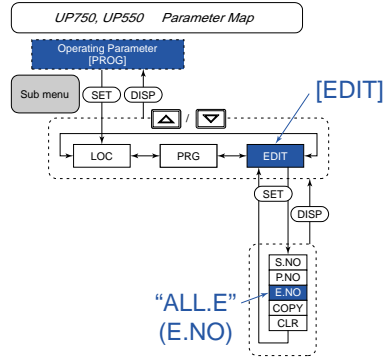 UP750, UP550 Parameter Map
Operating Parameter
[PROG]
Sub menu
SET
DISP
/
[EDIT]
LOC
PRG
EDIT
SET
DISP
S.NO
P.NO
E.NO
COPY
CLR
“ALL.E”
(E.NO)